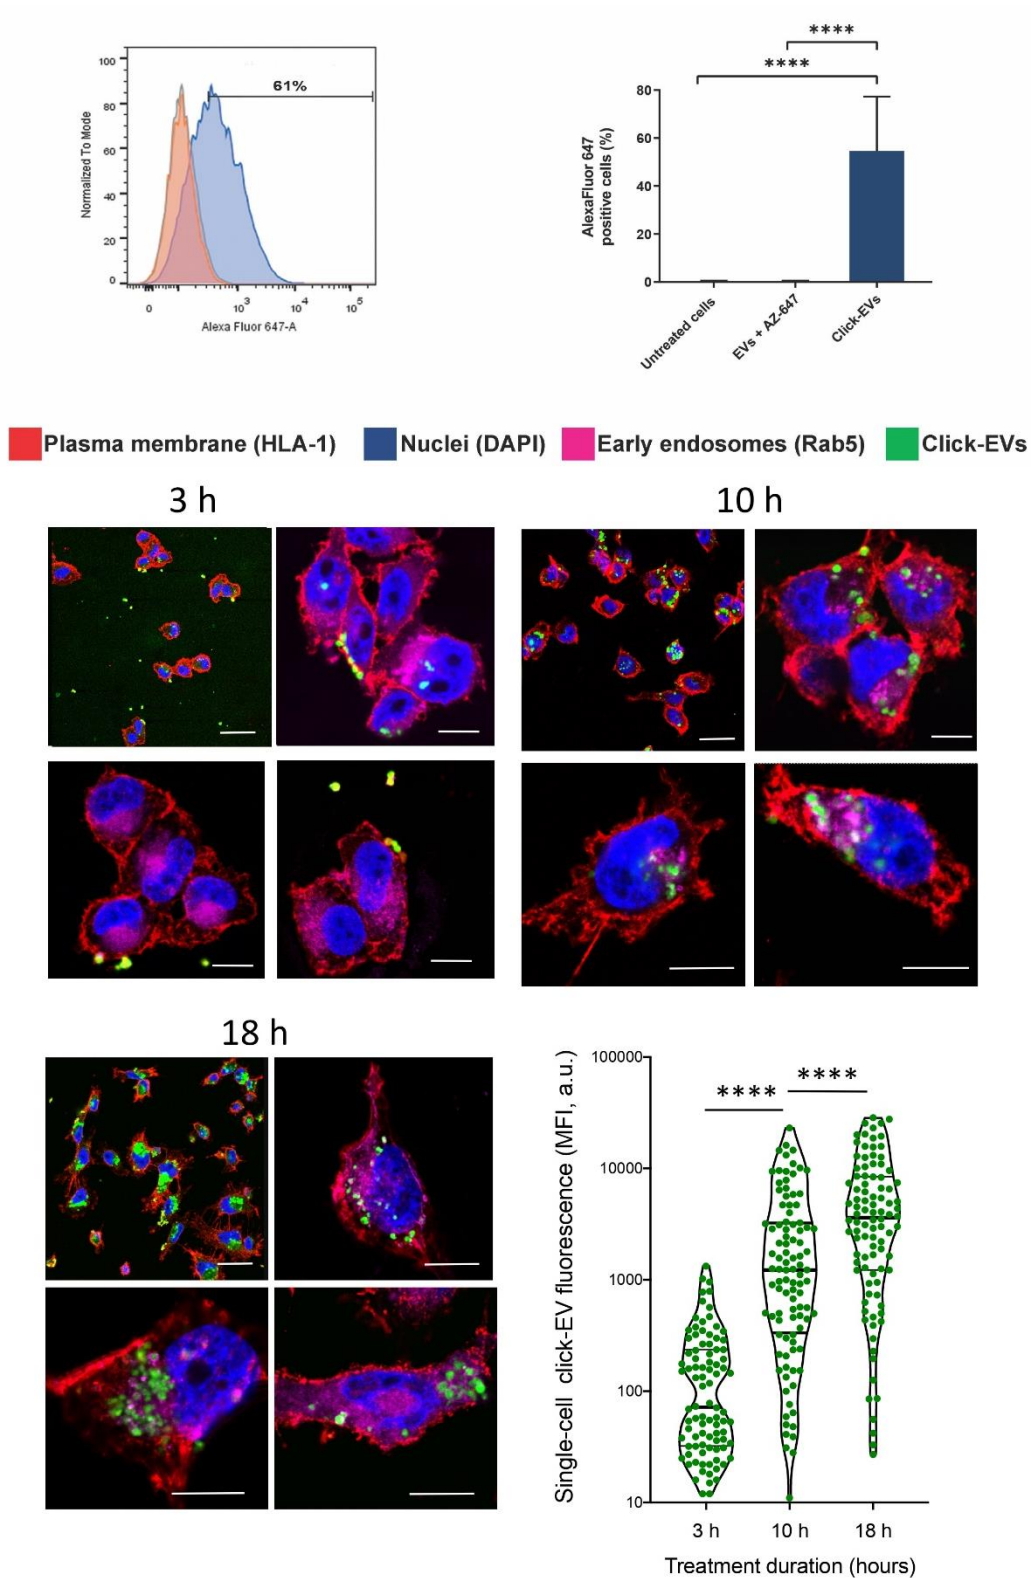 100
80
60
40
20
0
Normalized To Mode
61%
0
10³
10⁴
10⁵
Alexa Fluor 647-A
****
****
80
60
40
20
0
AlexaFluor 647
positive cells (%)
Untreated cells
EVs + AZ-647
Click-EVs
Plasma membrane (HLA-1)
Nuclei (DAPI)
Early endosomes (Rab5)
Click-EVs
3 h
10 h
18 h
Single-cell click-EV fluorescence (MFI, a.u.)
100000
10000
1000
100
10
****
****
3 h
10 h
18 h
Treatment duration (hours)